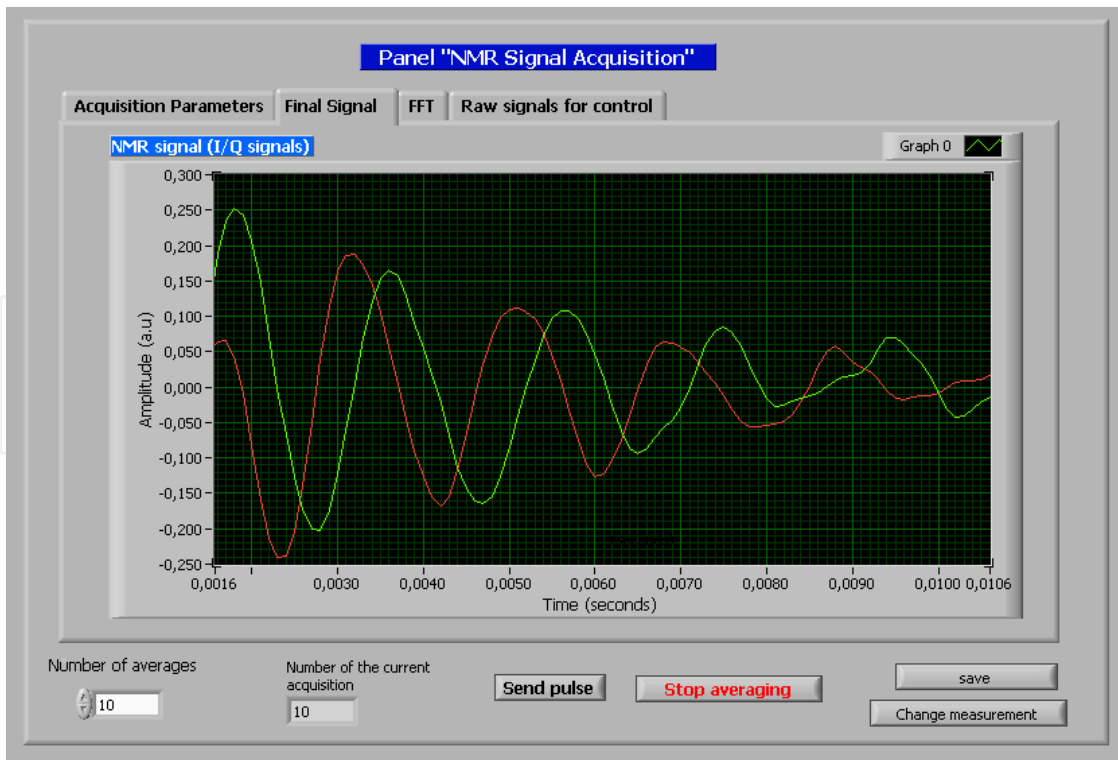 Panel "NMR Signal Acquisition"
Acquisition Parameters Final Signal FFT Raw signals for control
NMR signal (I/Q signals)
Graph 0
0,300
0,250
0,200
0,150
0,100
0,050
0,000
-0,050
-0,100
-0,150
-0,200
-0,250
Amplitude (a.u)
0,0016 0,0030 0,0040 0,0050 0,0060 0,0070 0,0080 0,0090 0,0100 0,0106
Time (seconds)
Number of averages
10
Number of the current
acquisition
10
Send pulse
Stop averaging
save
Change measurement